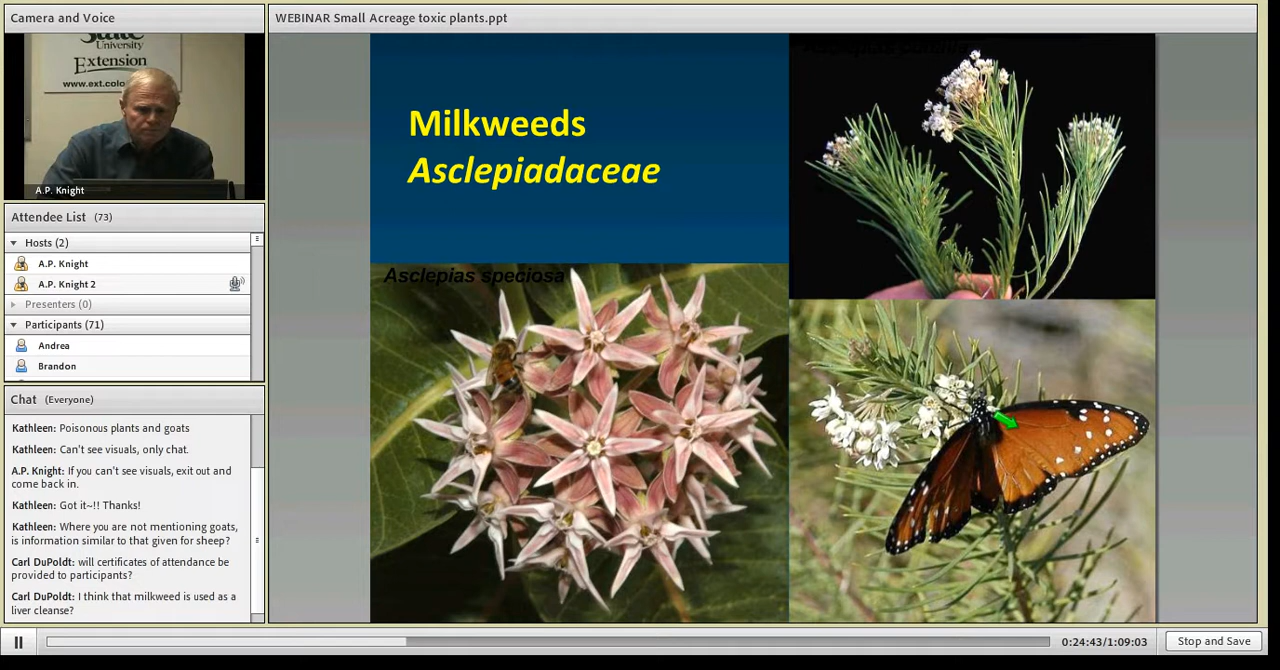 Camera and Voice
State
University
Extension
www.ext.colo
A.P. Knight
Attendee List (73)
Hosts (2)
A.P. Knight
A.P. Knight 2
Presenters (0)
Participants (71)
Andrea
Brandon
Chat (Everyone)
Kathleen: Poisonous plants and goats
Kathleen: Can't see visuals, only chat.
A.P. Knight: If you can't see visuals, exit out and
come back in.
Kathleen: Got it~!! Thanks!
Kathleen: Where you are not mentioning goats,
is information similar to that given for sheep?
Carl DuPoldt: will certificates of attendance be
provided to participants?
Carl DuPoldt: I think that milkweed is used as a
liver cleanse?
WEBINAR Small Acreage toxic plants.ppt
Milkweeds
Asclepiadaceae
Asclepias speciosa
0:24:43/1:09:03
Stop and Save